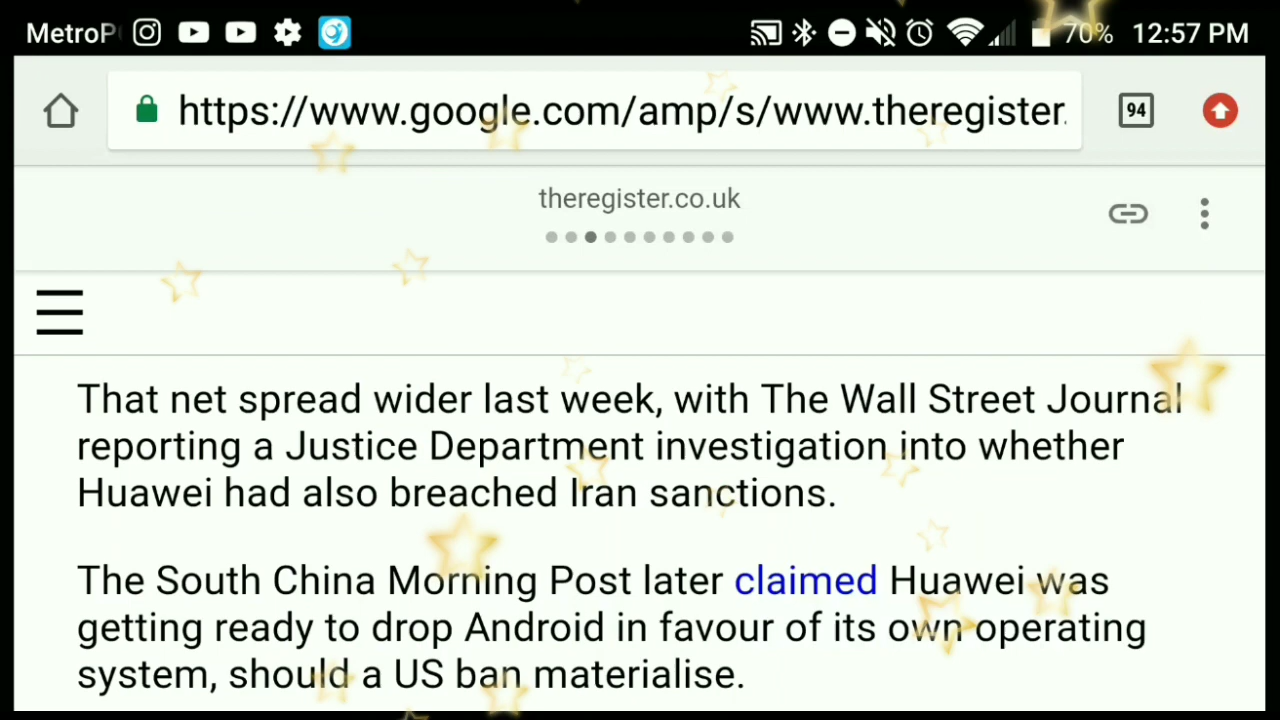 MetroP
70% 12:57 PM
https://www.google.com/amp/s/www.theregister.
94
theregister.co.uk
That net spread wider last week, with The Wall Street Journal
reporting a Justice Department investigation into whether
Huawei had also breached Iran sanctions.
The South China Morning Post later claimed Huawei was
getting ready to drop Android in favour of its own operating
system, should a US ban materialise.